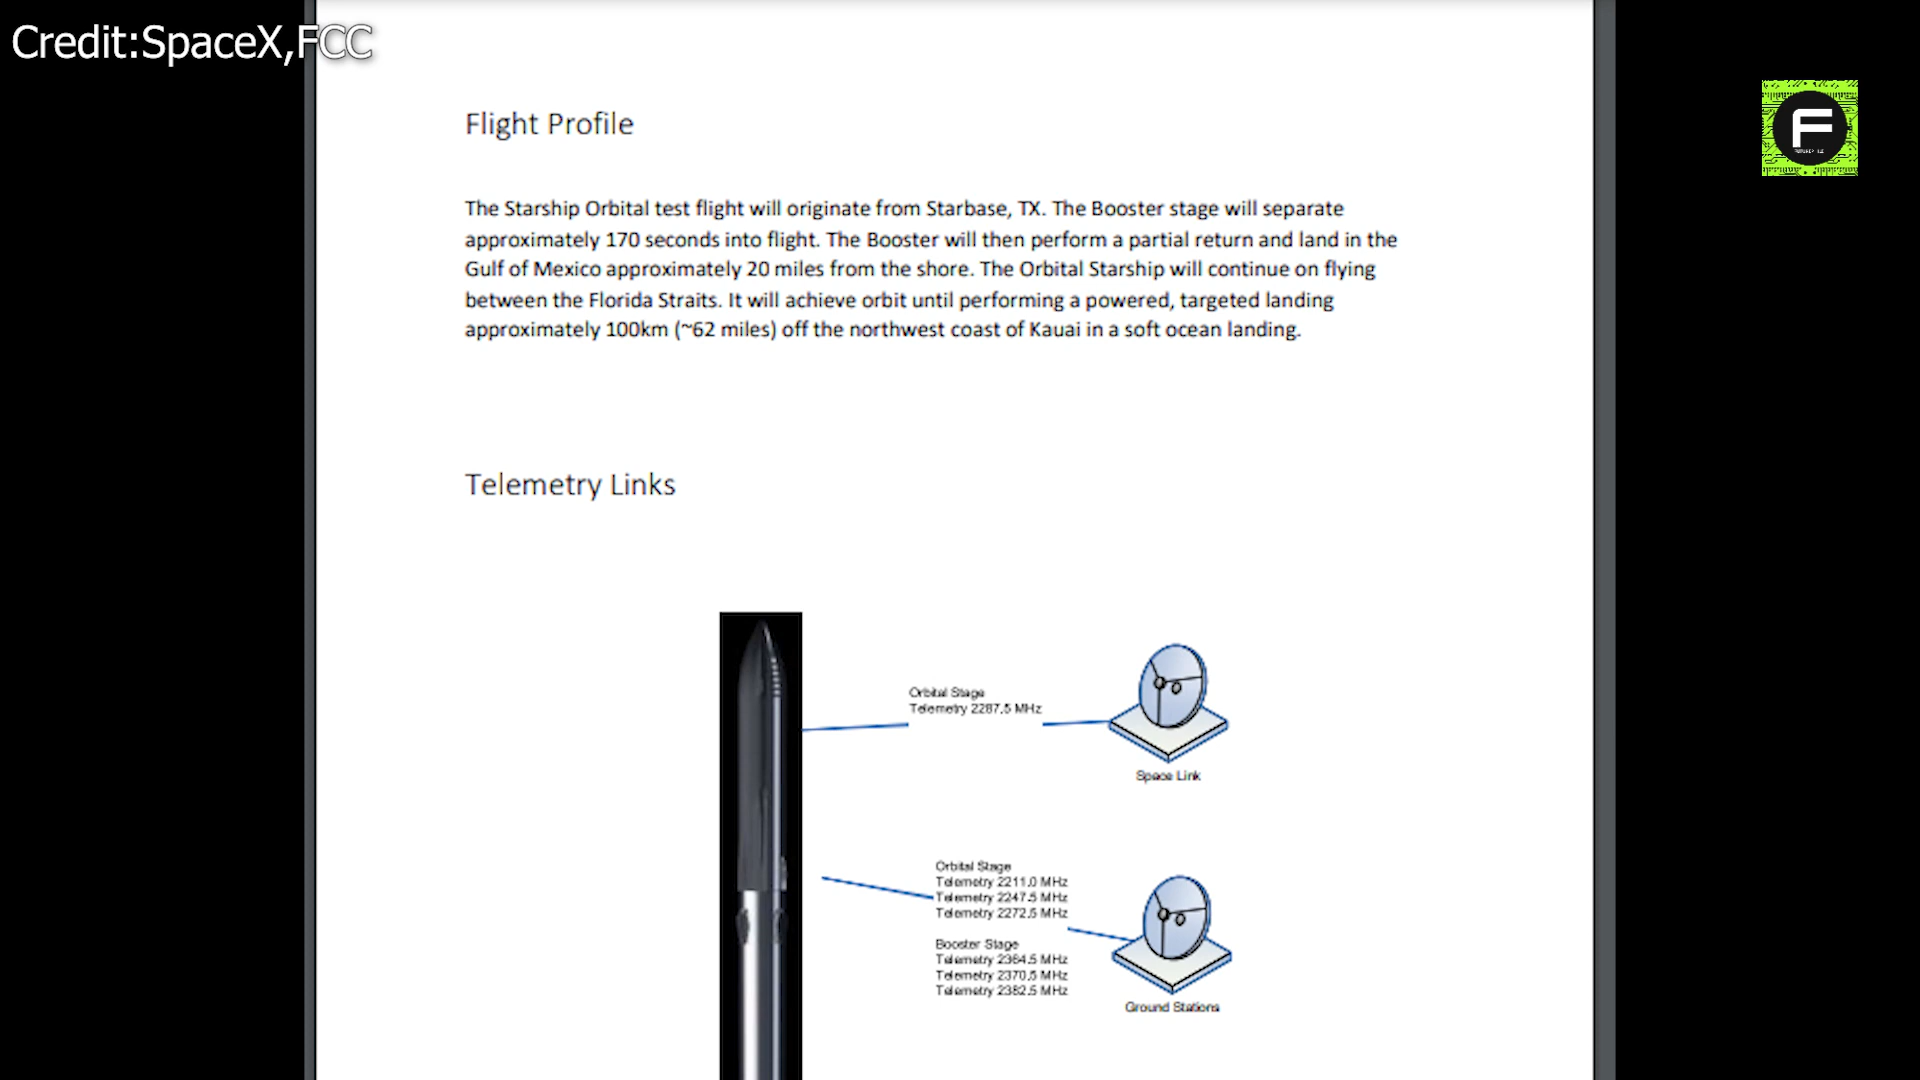 Credit:SpaceX,FCC
Flight Profile
F
The Starship Orbital test flight will originate from Starbase, TX. The Booster stage will separate
approximately 170 seconds into flight. The Booster will then perform a partial return and land in the
Gulf of Mexico approximately 20 miles from the shore. The Orbital Starship will continue on flying
between the Florida Straits. It will achieve orbit until performing a powered, targeted landing
approximately 100km (~62 miles) off the northwest coast of Kauai in a soft ocean landing.
Telemetry Links
Orbital Stage
Telemetry 2287.5 MHz
Space Link
Orbital Stage
Telemetry 2211.0 MHz
Telemetry 2247.5 MHz
Telemetry 2272.5 MHz
Booster Stage
Telemetry 2364.5 MHz
Telemetry 2370.5 MHz
Telemetry 2382.5 MHz
Ground Stations